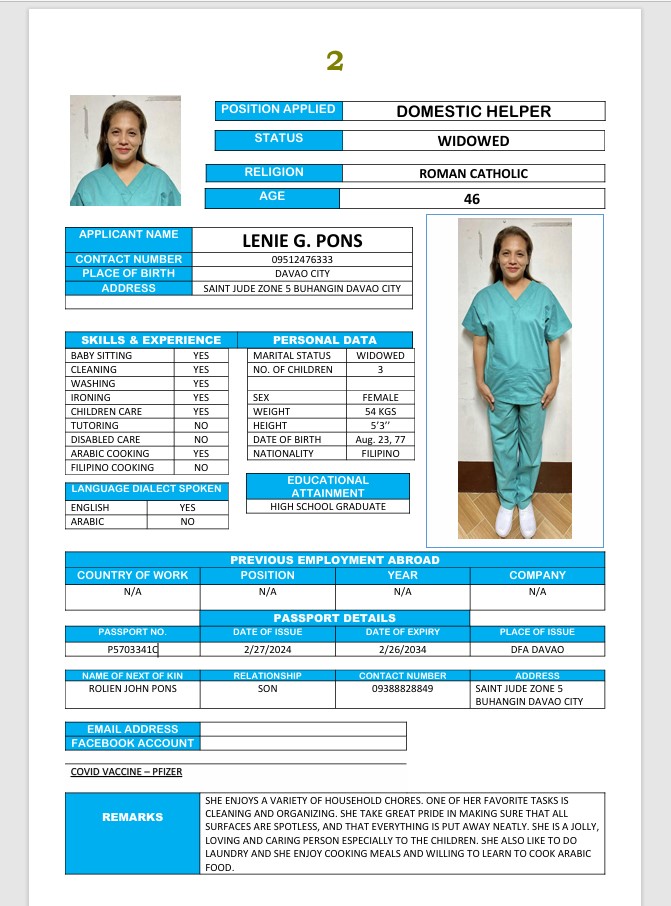 2
POSITION APPLIED DOMESTIC HELPER
STATUS WIDOWED
RELIGION ROMAN CATHOLIC
AGE 46
APPLICANT NAME LENIE G. PONS
CONTACT NUMBER 09512476333
PLACE OF BIRTH DAVAO CITY
ADDRESS SAINT JUDE ZONE 5 BUHANGIN DAVAO CITY
SKILLS & EXPERIENCE PERSONAL DATA
BABY SITTING YES MARITAL STATUS WIDOWED
CLEANING YES NO. OF CHILDREN 3
WASHING YES
IRONING YES SEX FEMALE
CHILDREN CARE YES WEIGHT 54 KGS
TUTORING NO HEIGHT 5'3''
DISABLED CARE NO DATE OF BIRTH Aug. 23, 77
ARABIC COOKING YES NATIONALITY FILIPINO
FILIPINO COOKING NO
LANGUAGE DIALECT SPOKEN
ENGLISH YES
ARABIC NO
EDUCATIONAL
ATTAINMENT
HIGH SCHOOL GRADUATE
PREVIOUS EMPLOYMENT ABROAD
COUNTRY OF WORK POSITION YEAR COMPANY
N/A N/A N/A N/A
PASSPORT DETAILS
PASSPORT NO. DATE OF ISSUE DATE OF EXPIRY PLACE OF ISSUE
P5703341C 2/27/2024 2/26/2034 DFA DAVAO
NAME OF NEXT OF KIN RELATIONSHIP CONTACT NUMBER ADDRESS
ROLIEN JOHN PONS SON 09388828849 SAINT JUDE ZONE 5
BUHANGIN DAVAO CITY
EMAIL ADDRESS
FACEBOOK ACCOUNT
COVID VACCINE – PFIZER
REMARKS
SHE ENJOYS A VARIETY OF HOUSEHOLD CHORES. ONE OF HER FAVORITE TASKS IS
CLEANING AND ORGANIZING. SHE TAKE GREAT PRIDE IN MAKING SURE THAT ALL
SURFACES ARE SPOTLESS, AND THAT EVERYTHING IS PUT AWAY NEATLY. SHE IS A JOLLY,
LOVING AND CARING PERSON ESPECIALLY TO THE CHILDREN. SHE ALSO LIKE TO DO
LAUNDRY AND SHE ENJOY COOKING MEALS AND WILLING TO LEARN TO COOK ARABIC
FOOD.